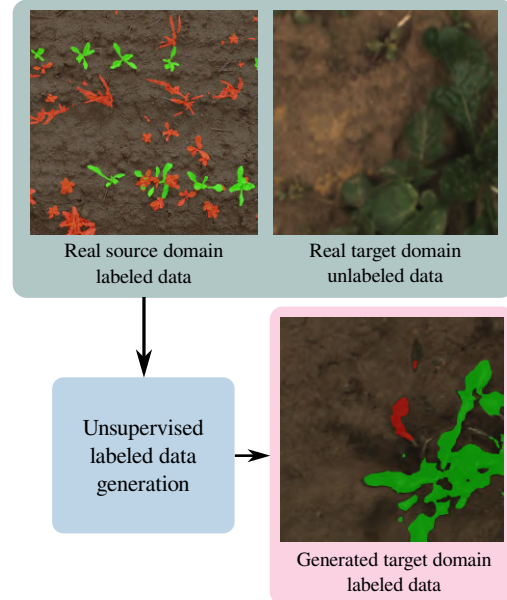 Real source domain
labeled data
Real target domain
unlabeled data
Unsupervised
labeled data
generation
Generated target domain
labeled data